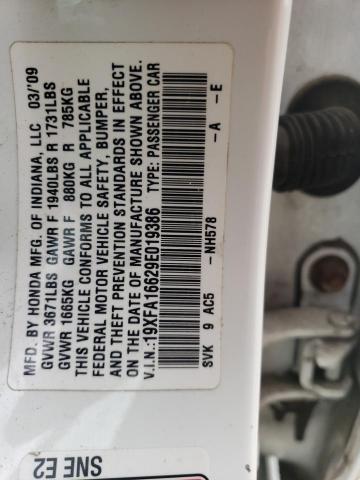 MFD. BY HONDA MFG. OF INDIANA, LLC 03/'09
GVWR 3671LBS GAWR F 1940LBS R 1731LBS
GVWR 1665KG GAWR F 880KG R 785KG
THIS VEHICLE CONFORMS TO ALL APPLICABLE
FEDERAL MOTOR VEHICLE SAFETY, BUMPER,
AND THEFT PREVENTION STANDARDS IN EFFECT
ON THE DATE OF MANUFACTURE SHOWN ABOVE.
V.I.N.:19XFA16629E019386 TYPE: PASSENGER CAR
SVK 9 AC5 -NH578 -A -E
SNE E2